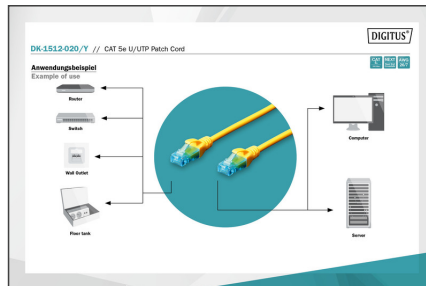 DIGITUS®
DK-1512-020/Y // CAT 5e U/UTP Patch Cord
Anwendungsbeispiel
Example of use
Router
Switch
Wall Outlet
Floor tank
Computer
Server